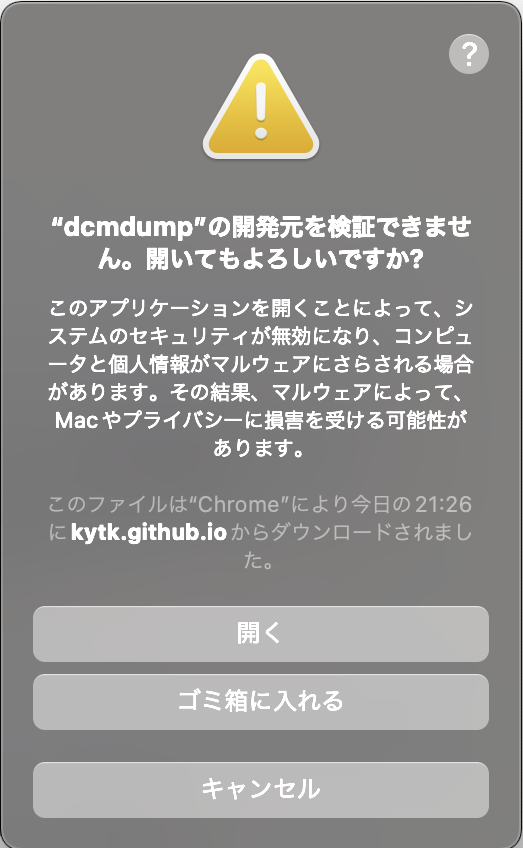 ?
“dcmdump”の開発元を検証できませ
ん。開いてもよろしいですか?
このアプリケーションを開くことによって、シ
ステムのセキュリティが無効になり、コンピュ
ータと個人情報がマルウェアにさらされる場合
があります。その結果、マルウェアによって、
Macやプライバシーに損害を受ける可能性が
あります。
このファイルは“Chrome”により今日の21:26
にkytk.github.ioからダウンロードされまし
た。
開く
ゴミ箱に入れる
キャンセル